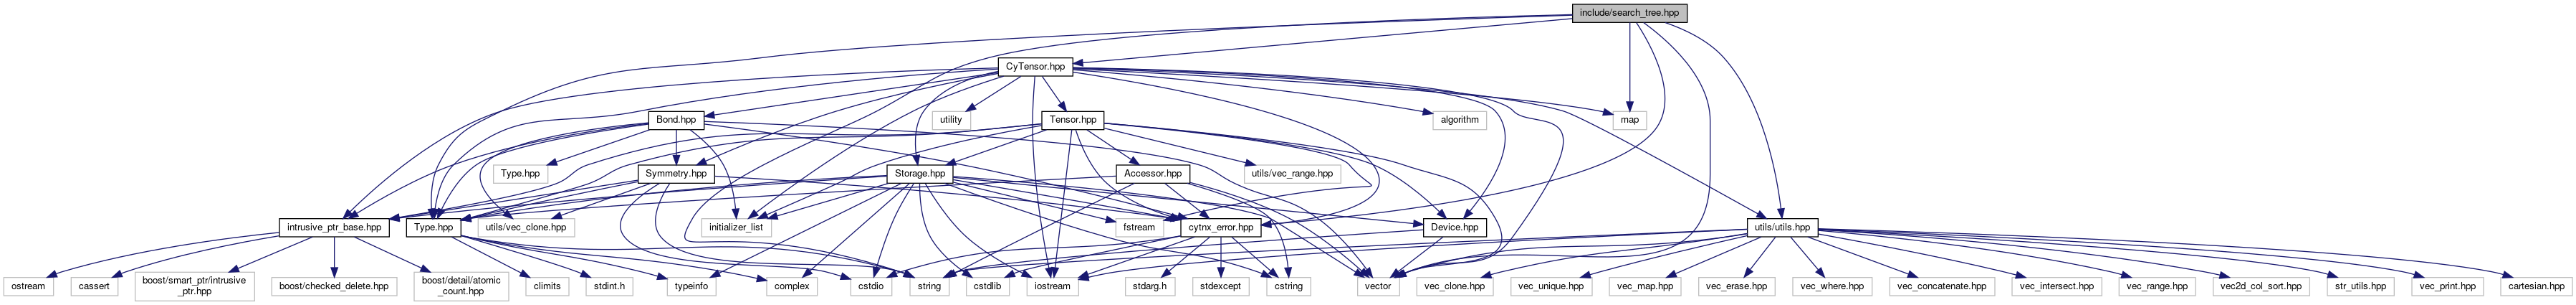 include/search_tree.hpp
CyTensor.hpp
Bond.hpp
utility
Tensor.hpp
algorithm
map
Type.hpp
Symmetry.hpp
Storage.hpp
Accessor.hpp
utils/vec_range.hpp
intrusive_ptr_base.hpp
Type.hpp
utils/vec_clone.hpp
initializer_list
fstream
cytnx_error.hpp
Device.hpp
utils/utils.hpp
ostream
cassert
boost/smart_ptr/intrusive
_ptr.hpp
boost/checked_delete.hpp
boost/detail/atomic
_count.hpp
climits
stdint.h
typeinfo
complex
cstdio
string
cstdlib
iostream
stdarg.h
stdexcept
cstring
vector
vec_clone.hpp
vec_unique.hpp
vec_map.hpp
vec_erase.hpp
vec_where.hpp
vec_concatenate.hpp
vec_intersect.hpp
vec_range.hpp
vec2d_col_sort.hpp
str_utils.hpp
vec_print.hpp
cartesian.hpp